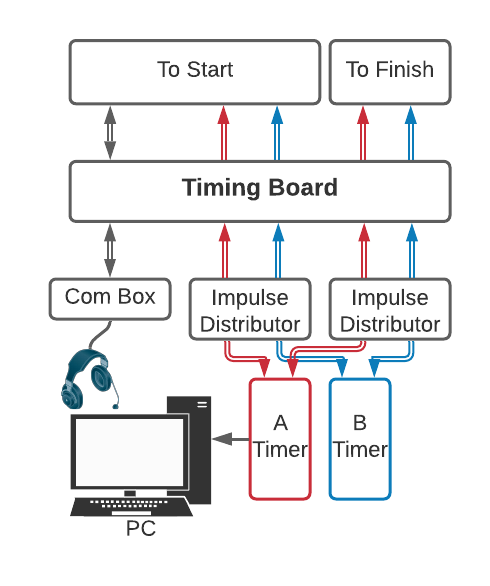 To Start
To Finish
Timing Board
Com Box
Impulse
Distributor
Impulse
Distributor
A
Timer
B
Timer
PC